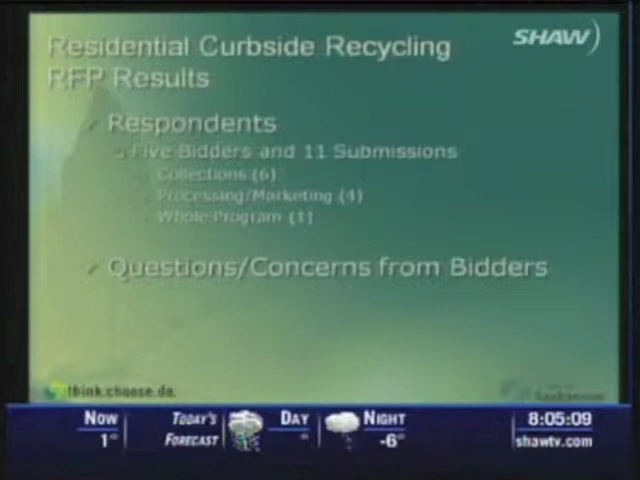 Residential Curbside Recycling
RFP Results
SHAW)
✓ Respondents
Five Bidders and 11 Submissions
Collections (6)
Processing/Marketing (4)
Whole Program (1)
✓ Questions/Concerns from Bidders
think.choose.do.
NOW
1°
TODAY'S
FORECAST
DAY
°
NIGHT
-6°
8:05:09
shawtv.com